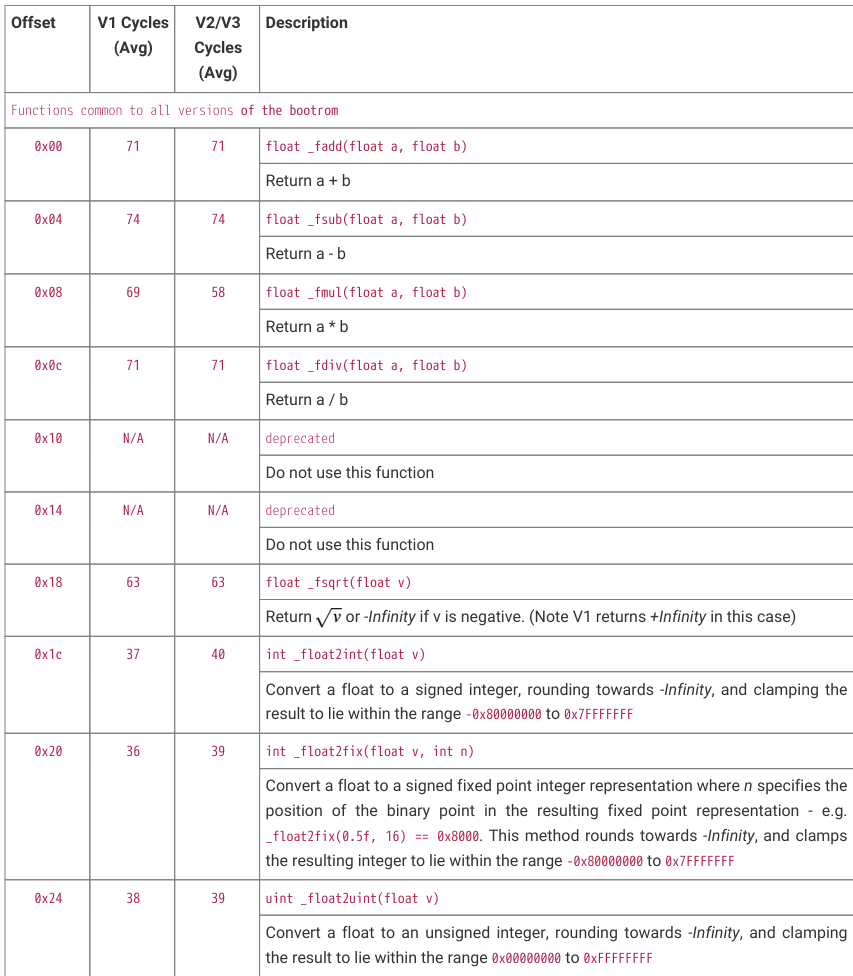 Offset V1 Cycles (Avg) V2/V3 Cycles (Avg) Description
Functions common to all versions of the bootrom
0x00 71 71 float _fadd(float a, float b)
Return a + b
0x04 74 74 float _fsub(float a, float b)
Return a - b
0x08 69 58 float _fmul(float a, float b)
Return a * b
0x0c 71 71 float _fdiv(float a, float b)
Return a / b
0x10 N/A N/A deprecated
Do not use this function
0x14 N/A N/A deprecated
Do not use this function
0x18 63 63 float _fsqrt(float v)
Return √v or -Infinity if v is negative. (Note V1 returns +Infinity in this case)
0x1c 37 40 int _float2int(float v)
Convert a float to a signed integer, rounding towards -Infinity, and clamping the
result to lie within the range -0x80000000 to 0x7FFFFFFF
0x20 36 39 int _float2fix(float v, int n)
Convert a float to a signed fixed point integer representation where n specifies the
position of the binary point in the resulting fixed point representation - e.g.
_float2fix(0.5f, 16) == 0x8000. This method rounds towards -Infinity, and clamps
the resulting integer to lie within the range -0x80000000 to 0x7FFFFFFF
0x24 38 39 uint _float2uint(float v)
Convert a float to an unsigned integer, rounding towards -Infinity, and clamping
the result to lie within the range 0x00000000 to 0xFFFFFFFF